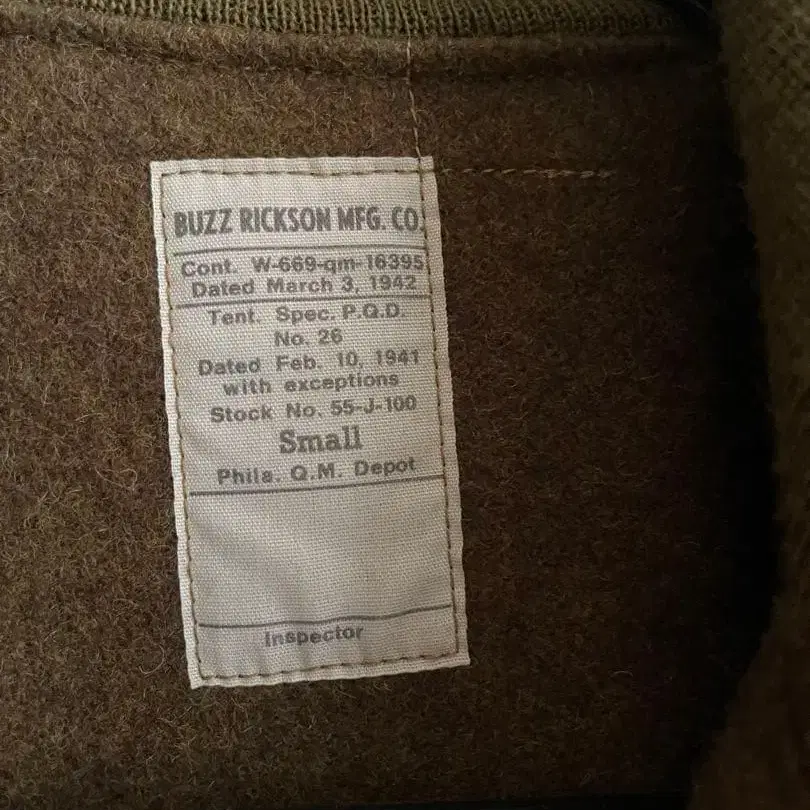 BUZZ RICKSON MFG. CO.
Cont. W-669-qm-16395
Dated March 3, 1942
Tent. Spec. P.Q.D.
No. 26
Dated Feb. 10, 1941
with exceptions
Stock No. 55-J-100
Small
Phila. Q.M. Depot
Inspector